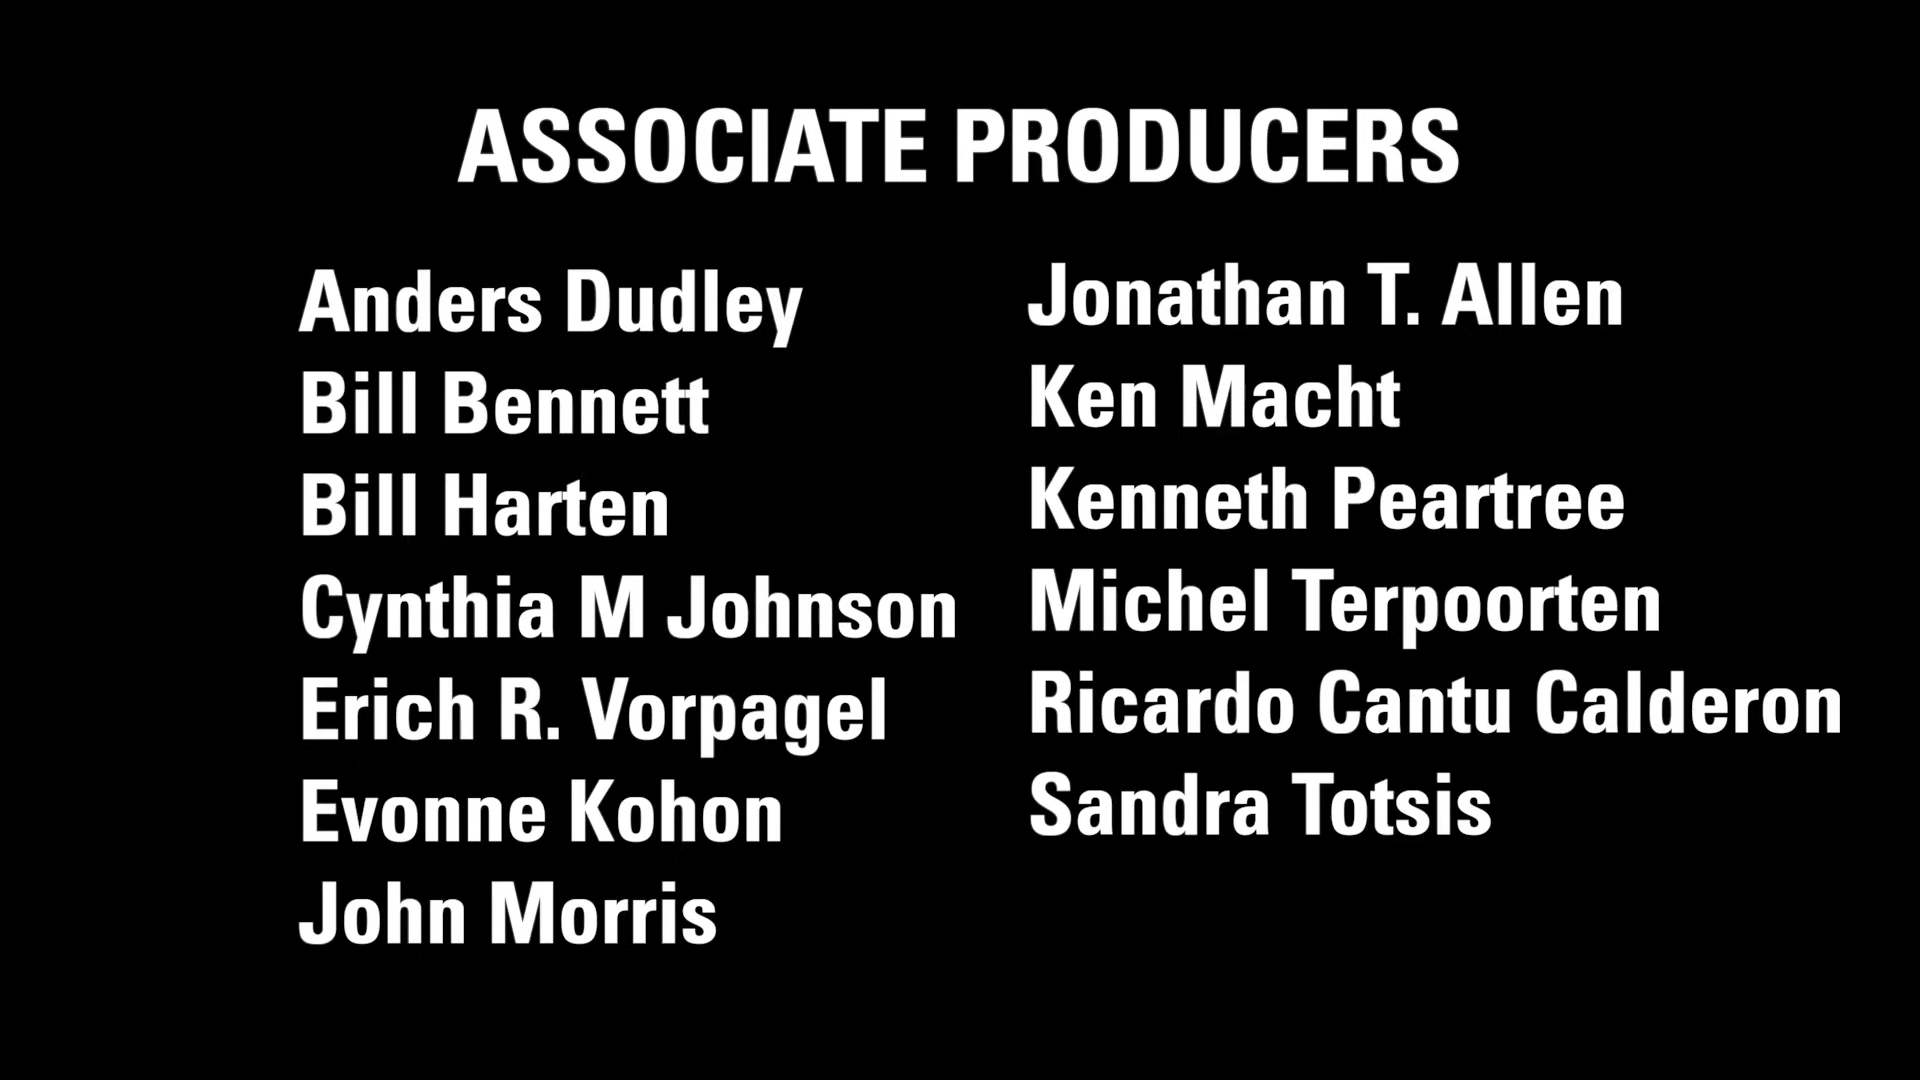 ASSOCIATE PRODUCERS
Anders Dudley
Bill Bennett
Bill Harten
Cynthia M Johnson
Erich R. Vorpagel
Evonne Kohon
John Morris
Jonathan T. Allen
Ken Macht
Kenneth Peartree
Michel Terpoorten
Ricardo Cantu Calderon
Sandra Totsis